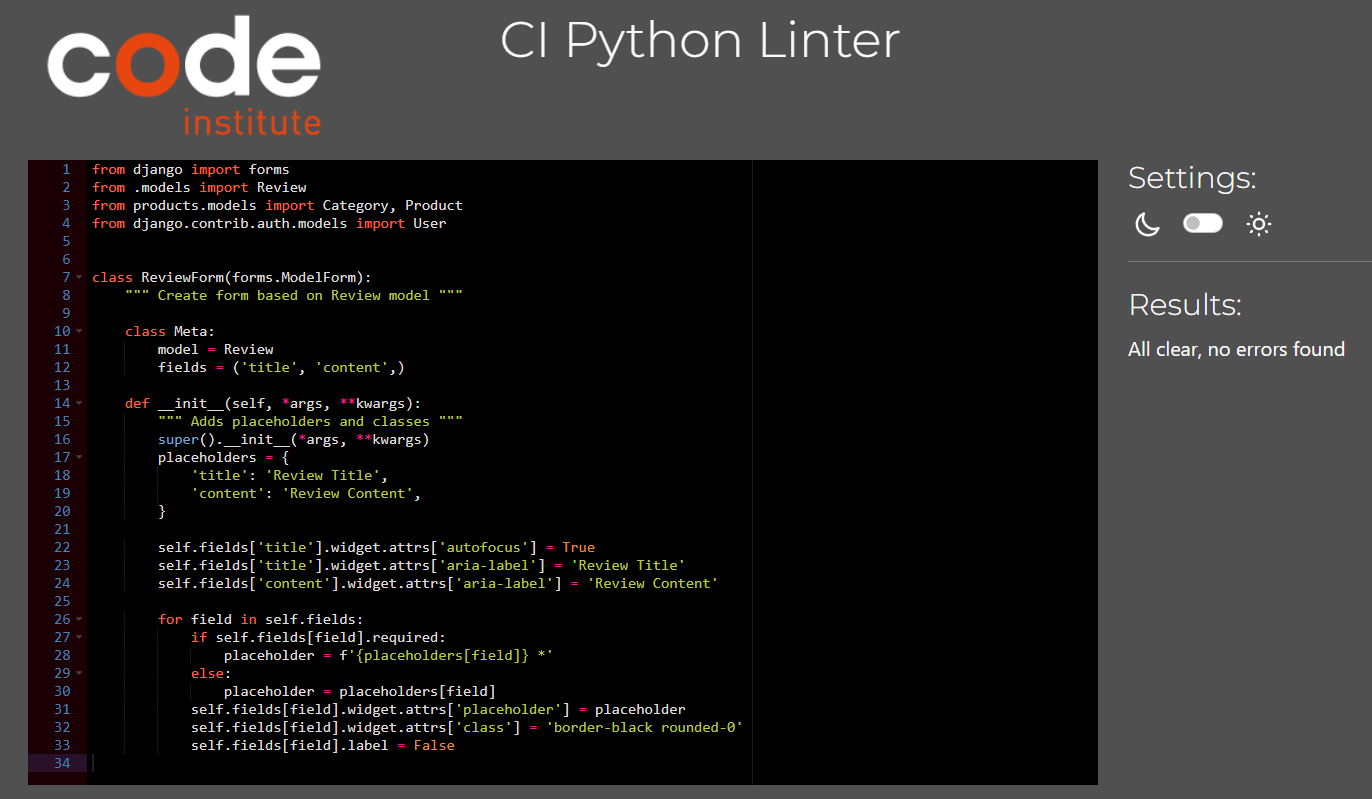 code
institute
CI Python Linter
1 from django import forms
2 from .models import Review
3 from products.models import Category, Product
4 from django.contrib.auth.models import User
5
6
7 class ReviewForm(forms.ModelForm):
8     """ Create form based on Review model """
9
10     class Meta:
11         model = Review
12         fields = ('title', 'content',)
13
14     def __init__(self, *args, **kwargs):
15         """ Adds placeholders and classes """
16         super().__init__(*args, **kwargs)
17         placeholders = {
18             'title': 'Review Title',
19             'content': 'Review Content',
20         }
21
22         self.fields['title'].widget.attrs['autofocus'] = True
23         self.fields['title'].widget.attrs['aria-label'] = 'Review Title'
24         self.fields['content'].widget.attrs['aria-label'] = 'Review Content'
25
26         for field in self.fields:
27             if self.fields[field].required:
28                 placeholder = f'{placeholders[field]} *'
29             else:
30                 placeholder = placeholders[field]
31             self.fields[field].widget.attrs['placeholder'] = placeholder
32             self.fields[field].widget.attrs['class'] = 'border-black rounded-0'
33             self.fields[field].label = False
34
Settings:
Results:
All clear, no errors found